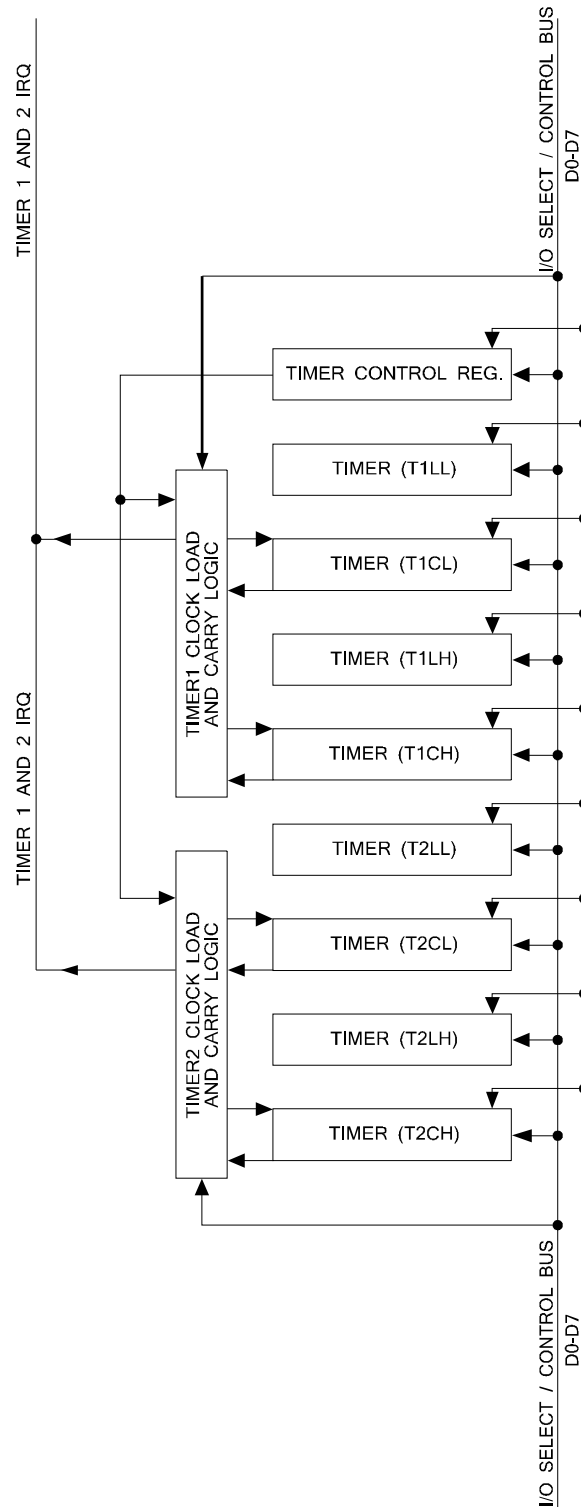 TIMER 1 AND 2 IRQ
I/O SELECT / CONTROL BUS
D0-D7
TIMER CONTROL REG.
TIMER (T1LL)
TIMER1 CLOCK LOAD
AND CARRY LOGIC
TIMER (T1CL)
TIMER (T1LH)
TIMER (T1CH)
TIMER 1 AND 2 IRQ
TIMER (T2LL)
TIMER2 CLOCK LOAD
AND CARRY LOGIC
TIMER (T2CL)
TIMER (T2LH)
TIMER (T2CH)
I/O SELECT / CONTROL BUS
D0-D7